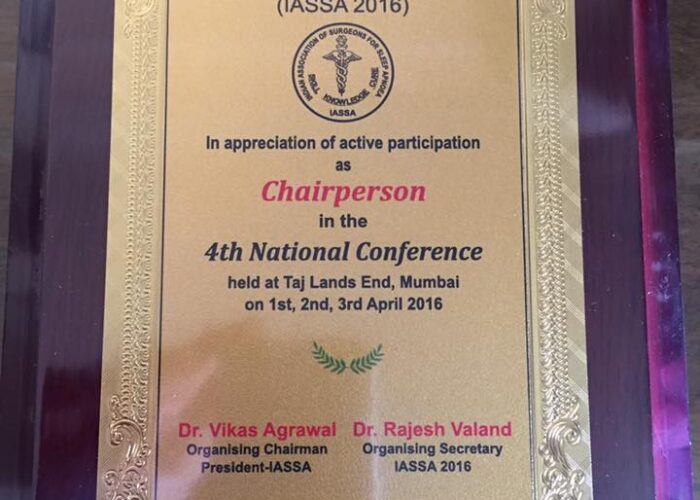 (IASSA 2016)
INDIAN ASSOCIATION OF SURGEONS FOR SLEEP APNOEA
SKILL KNOWLEDGE CURE
IASSA
In appreciation of active participation
as
Chairperson
in the
4th National Conference
held at Taj Lands End, Mumbai
on 1st, 2nd, 3rd April 2016
Dr. Vikas Agrawal Dr. Rajesh Valand
Organising Chairman Organising Secretary
President-IASSA IASSA 2016